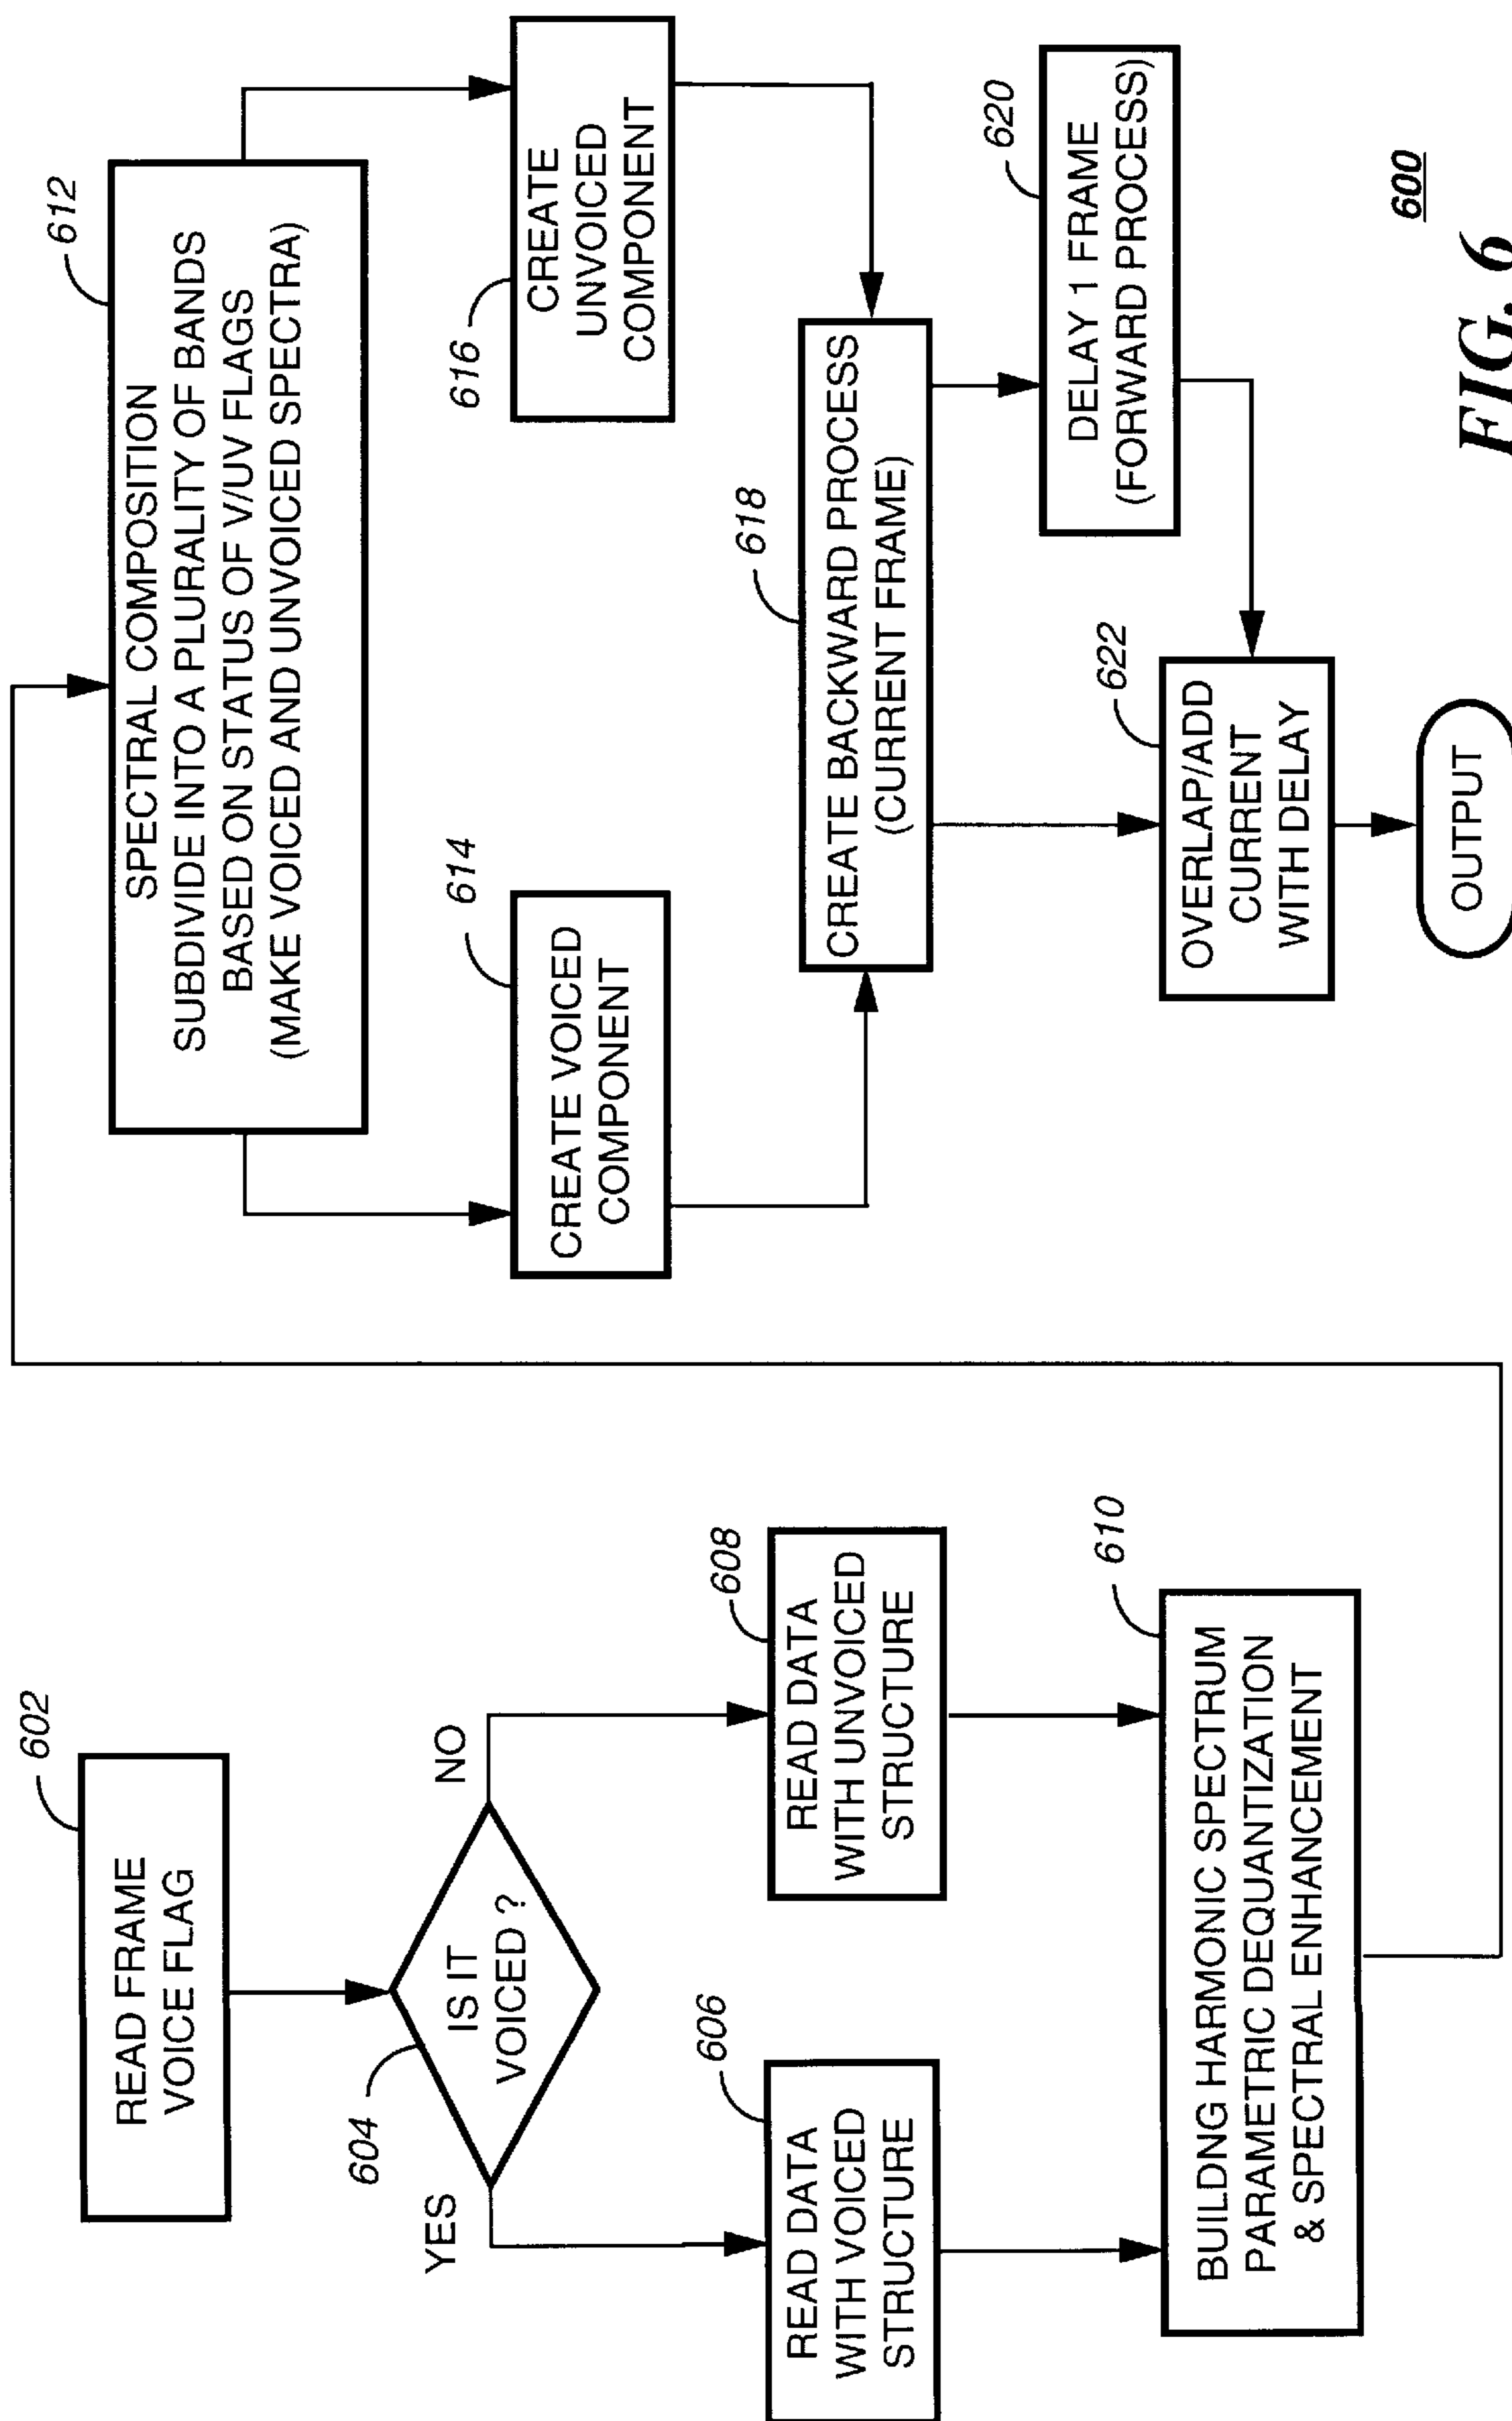 602
READ FRAME
VOICE FLAG
604
IS IT
VOICED ?
YES
NO
606
READ DATA
WITH VOICED
STRUCTURE
608
READ DATA
WITH UNVOICED
STRUCTURE
610
BUILDNG HARMONIC SPECTRUM
PARAMETRIC DEQUANTIZATION
& SPECTRAL ENHANCEMENT
612
SPECTRAL COMPOSITION
SUBDIVIDE INTO A PLURALITY OF BANDS
BASED ON STATUS OF V/UV FLAGS
(MAKE VOICED AND UNVOICED SPECTRA)
614
CREATE VOICED
COMPONENT
616
CREATE
UNVOICED
COMPONENT
618
CREATE BACKWARD PROCESS
(CURRENT FRAME)
620
DELAY 1 FRAME
(FORWARD PROCESS)
622
OVERLAP/ADD
CURRENT
WITH DELAY
OUTPUT
600
FIG. 6